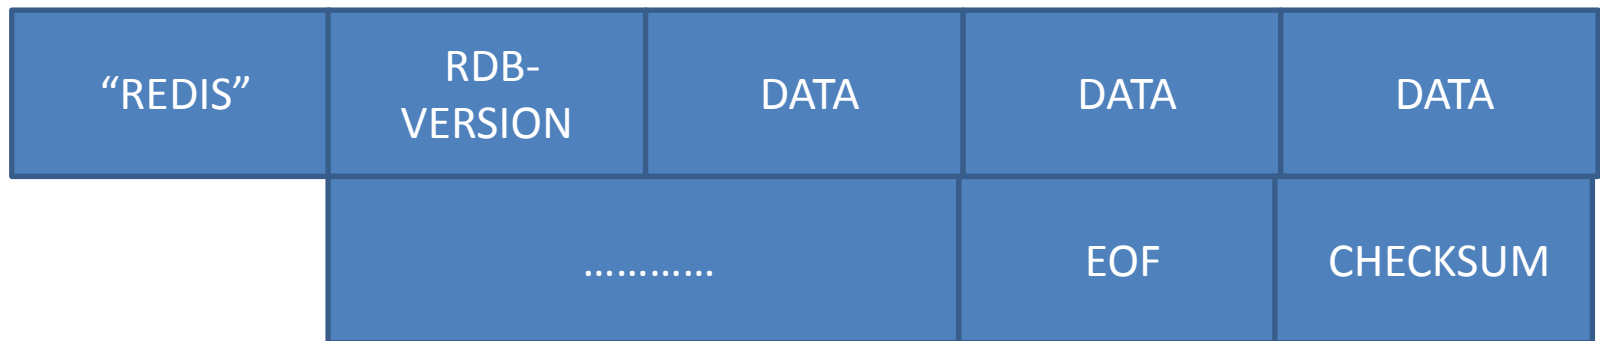 “REDIS”
RDB-
VERSION
DATA
DATA
DATA
…………
EOF
CHECKSUM